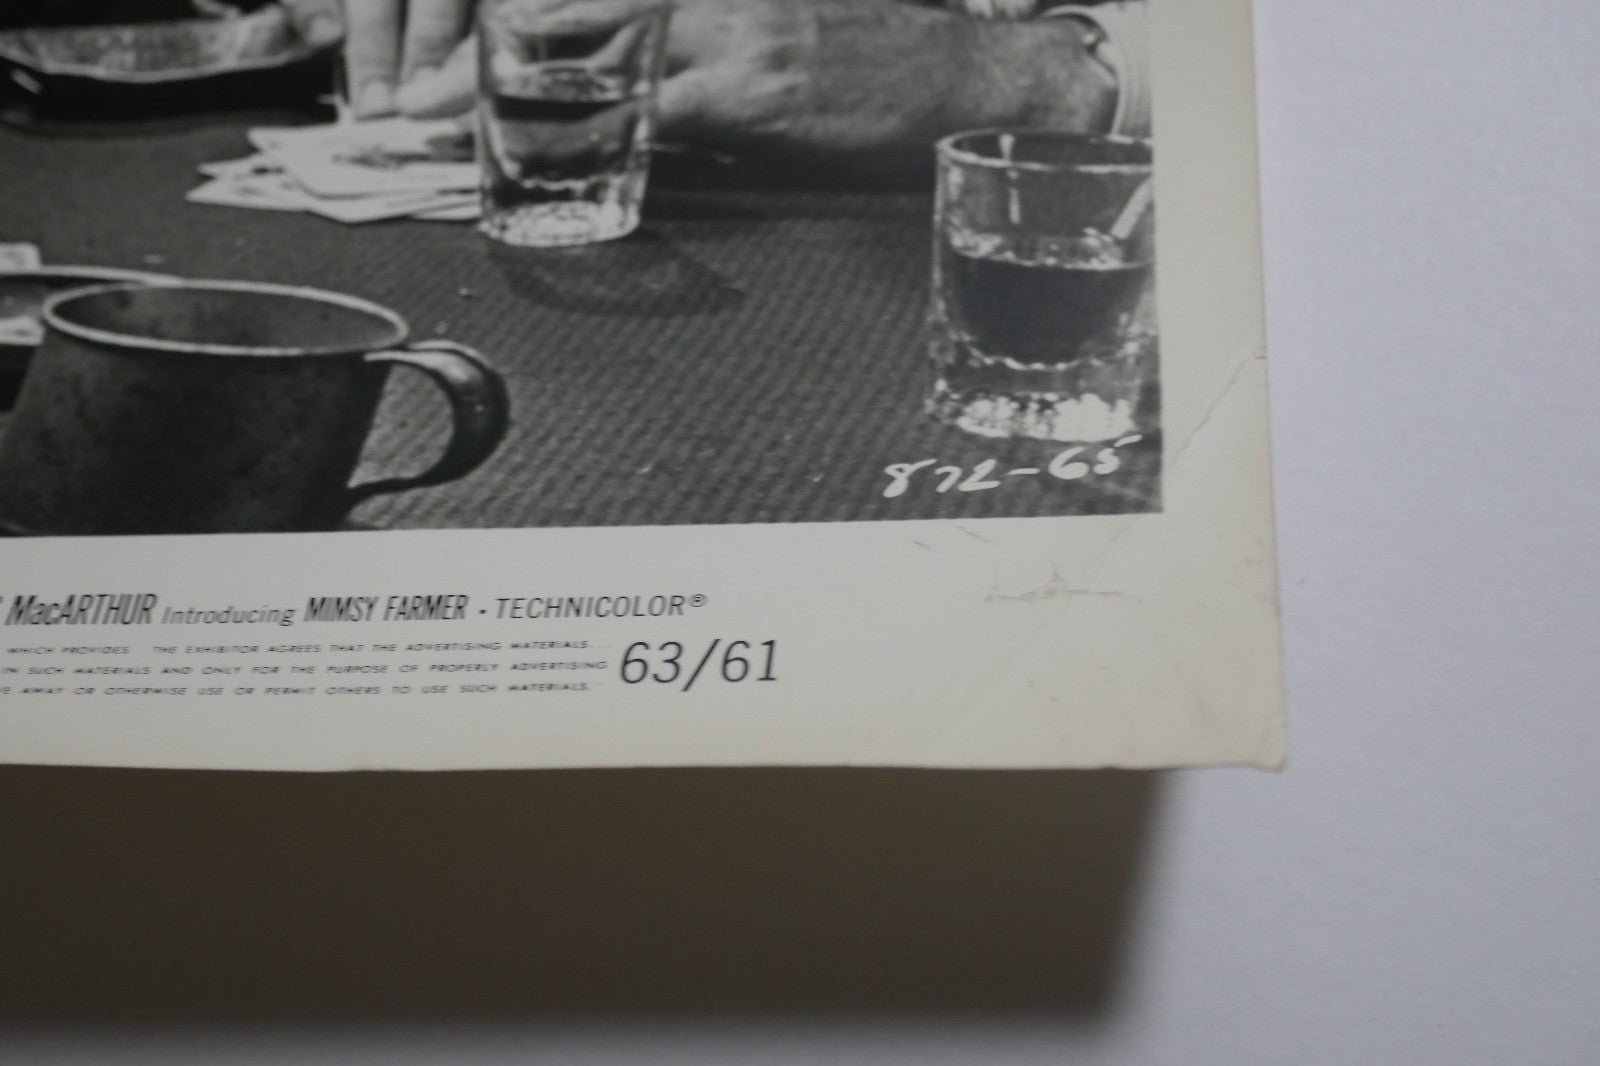 872-65
MacARTHUR Introducing MIMSY FARMER - TECHNICOLOR®
WHICH PROVIDES THE EXHIBITOR AGREES THAT THE ADVERTISING MATERIALS...
IN SUCH MATERIALS AND ONLY FOR THE PURPOSE OF PROPERLY ADVERTISING
AWAY OR OTHERWISE USE OR PERMIT OTHERS TO USE SUCH MATERIALS."
63/61